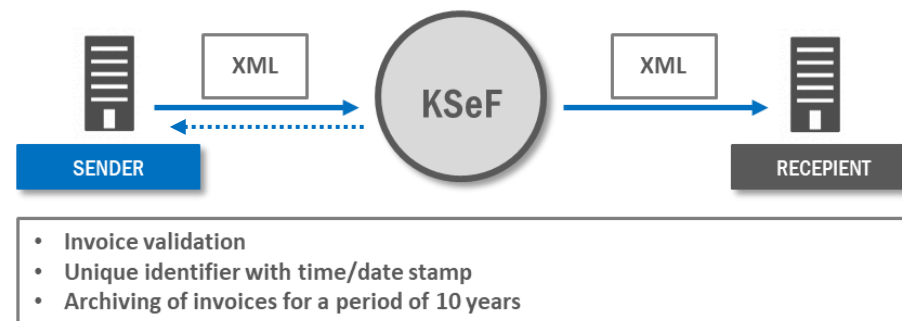 XML
XML
KSeF
SENDER
RECEPIENT
• Invoice validation
• Unique identifier with time/date stamp
• Archiving of invoices for a period of 10 years